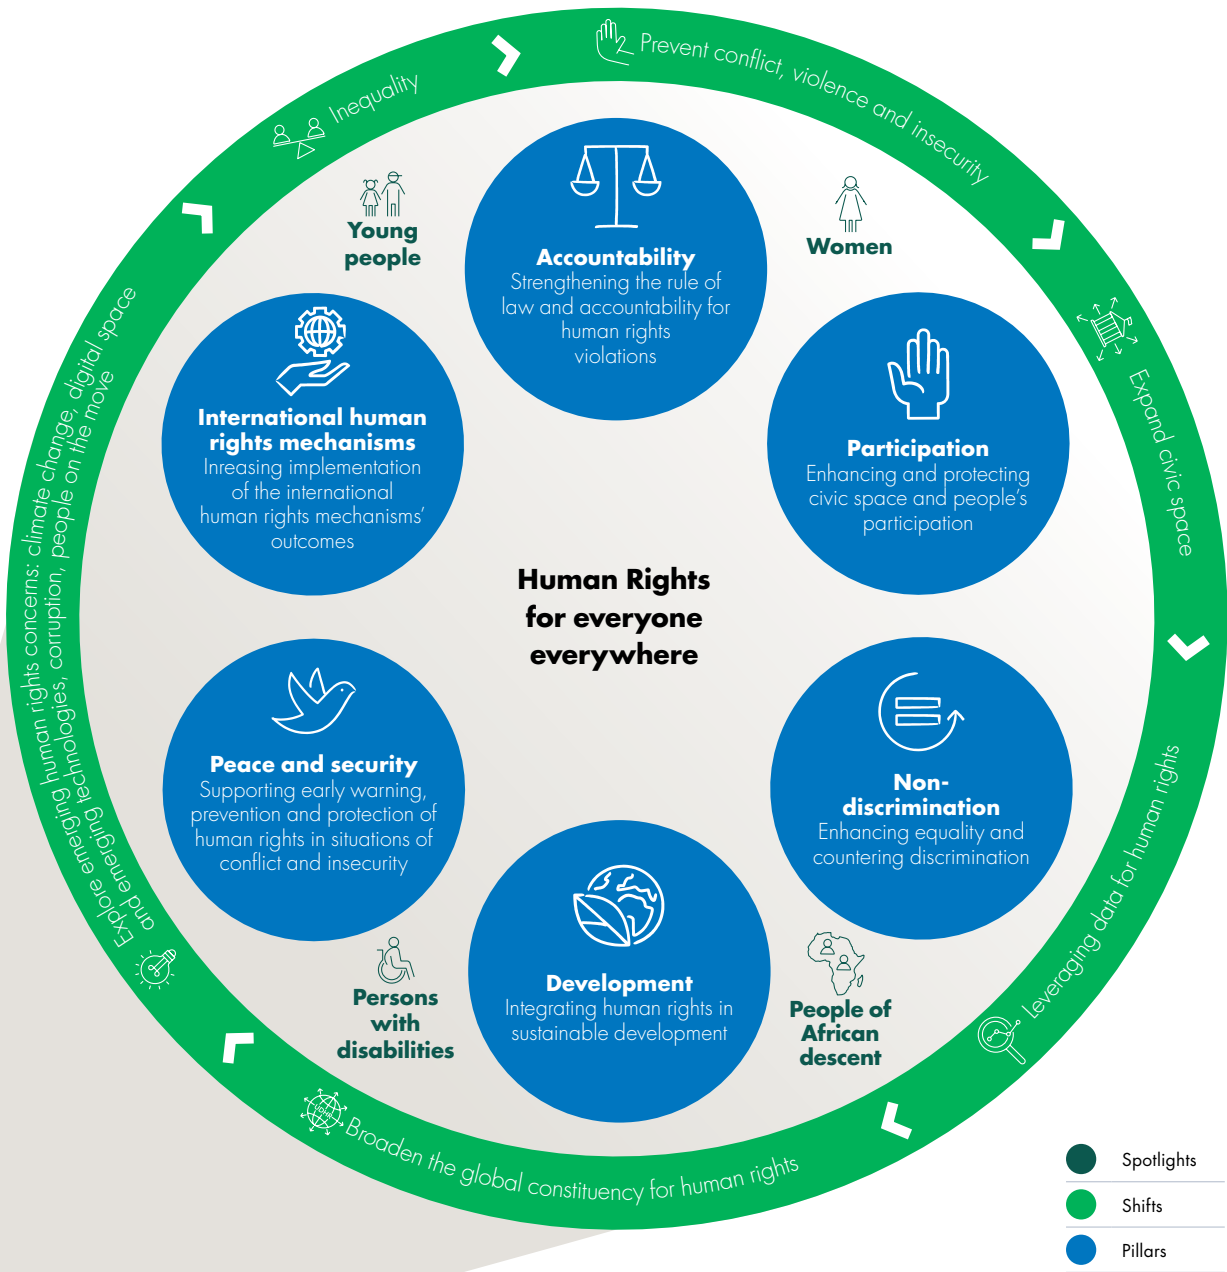 Prevent conflict, violence and insecurity
Expand civic space
Leveraging data for human rights
Broaden the global constituency for human rights
UDHR
Explore emerging human rights concerns: climate change, digital space
and emerging technologies, corruption, people on the move
Inequality
Young
people
Women
Accountability
Strengthening the rule of
law and accountability for
human rights
violations
International human
rights mechanisms
Inreasing implementation
of the international
human rights mechanisms’
outcomes
Participation
Enhancing and protecting
civic space and people’s
participation
Human Rights
for everyone
everywhere
Peace and security
Supporting early warning,
prevention and protection of
human rights in situations of
conflict and insecurity
Non-
discrimination
Enhancing equality and
countering discrimination
Development
Integrating human rights in
sustainable development
Persons
with
disabilities
People of
African
descent
Spotlights
Shifts
Pillars